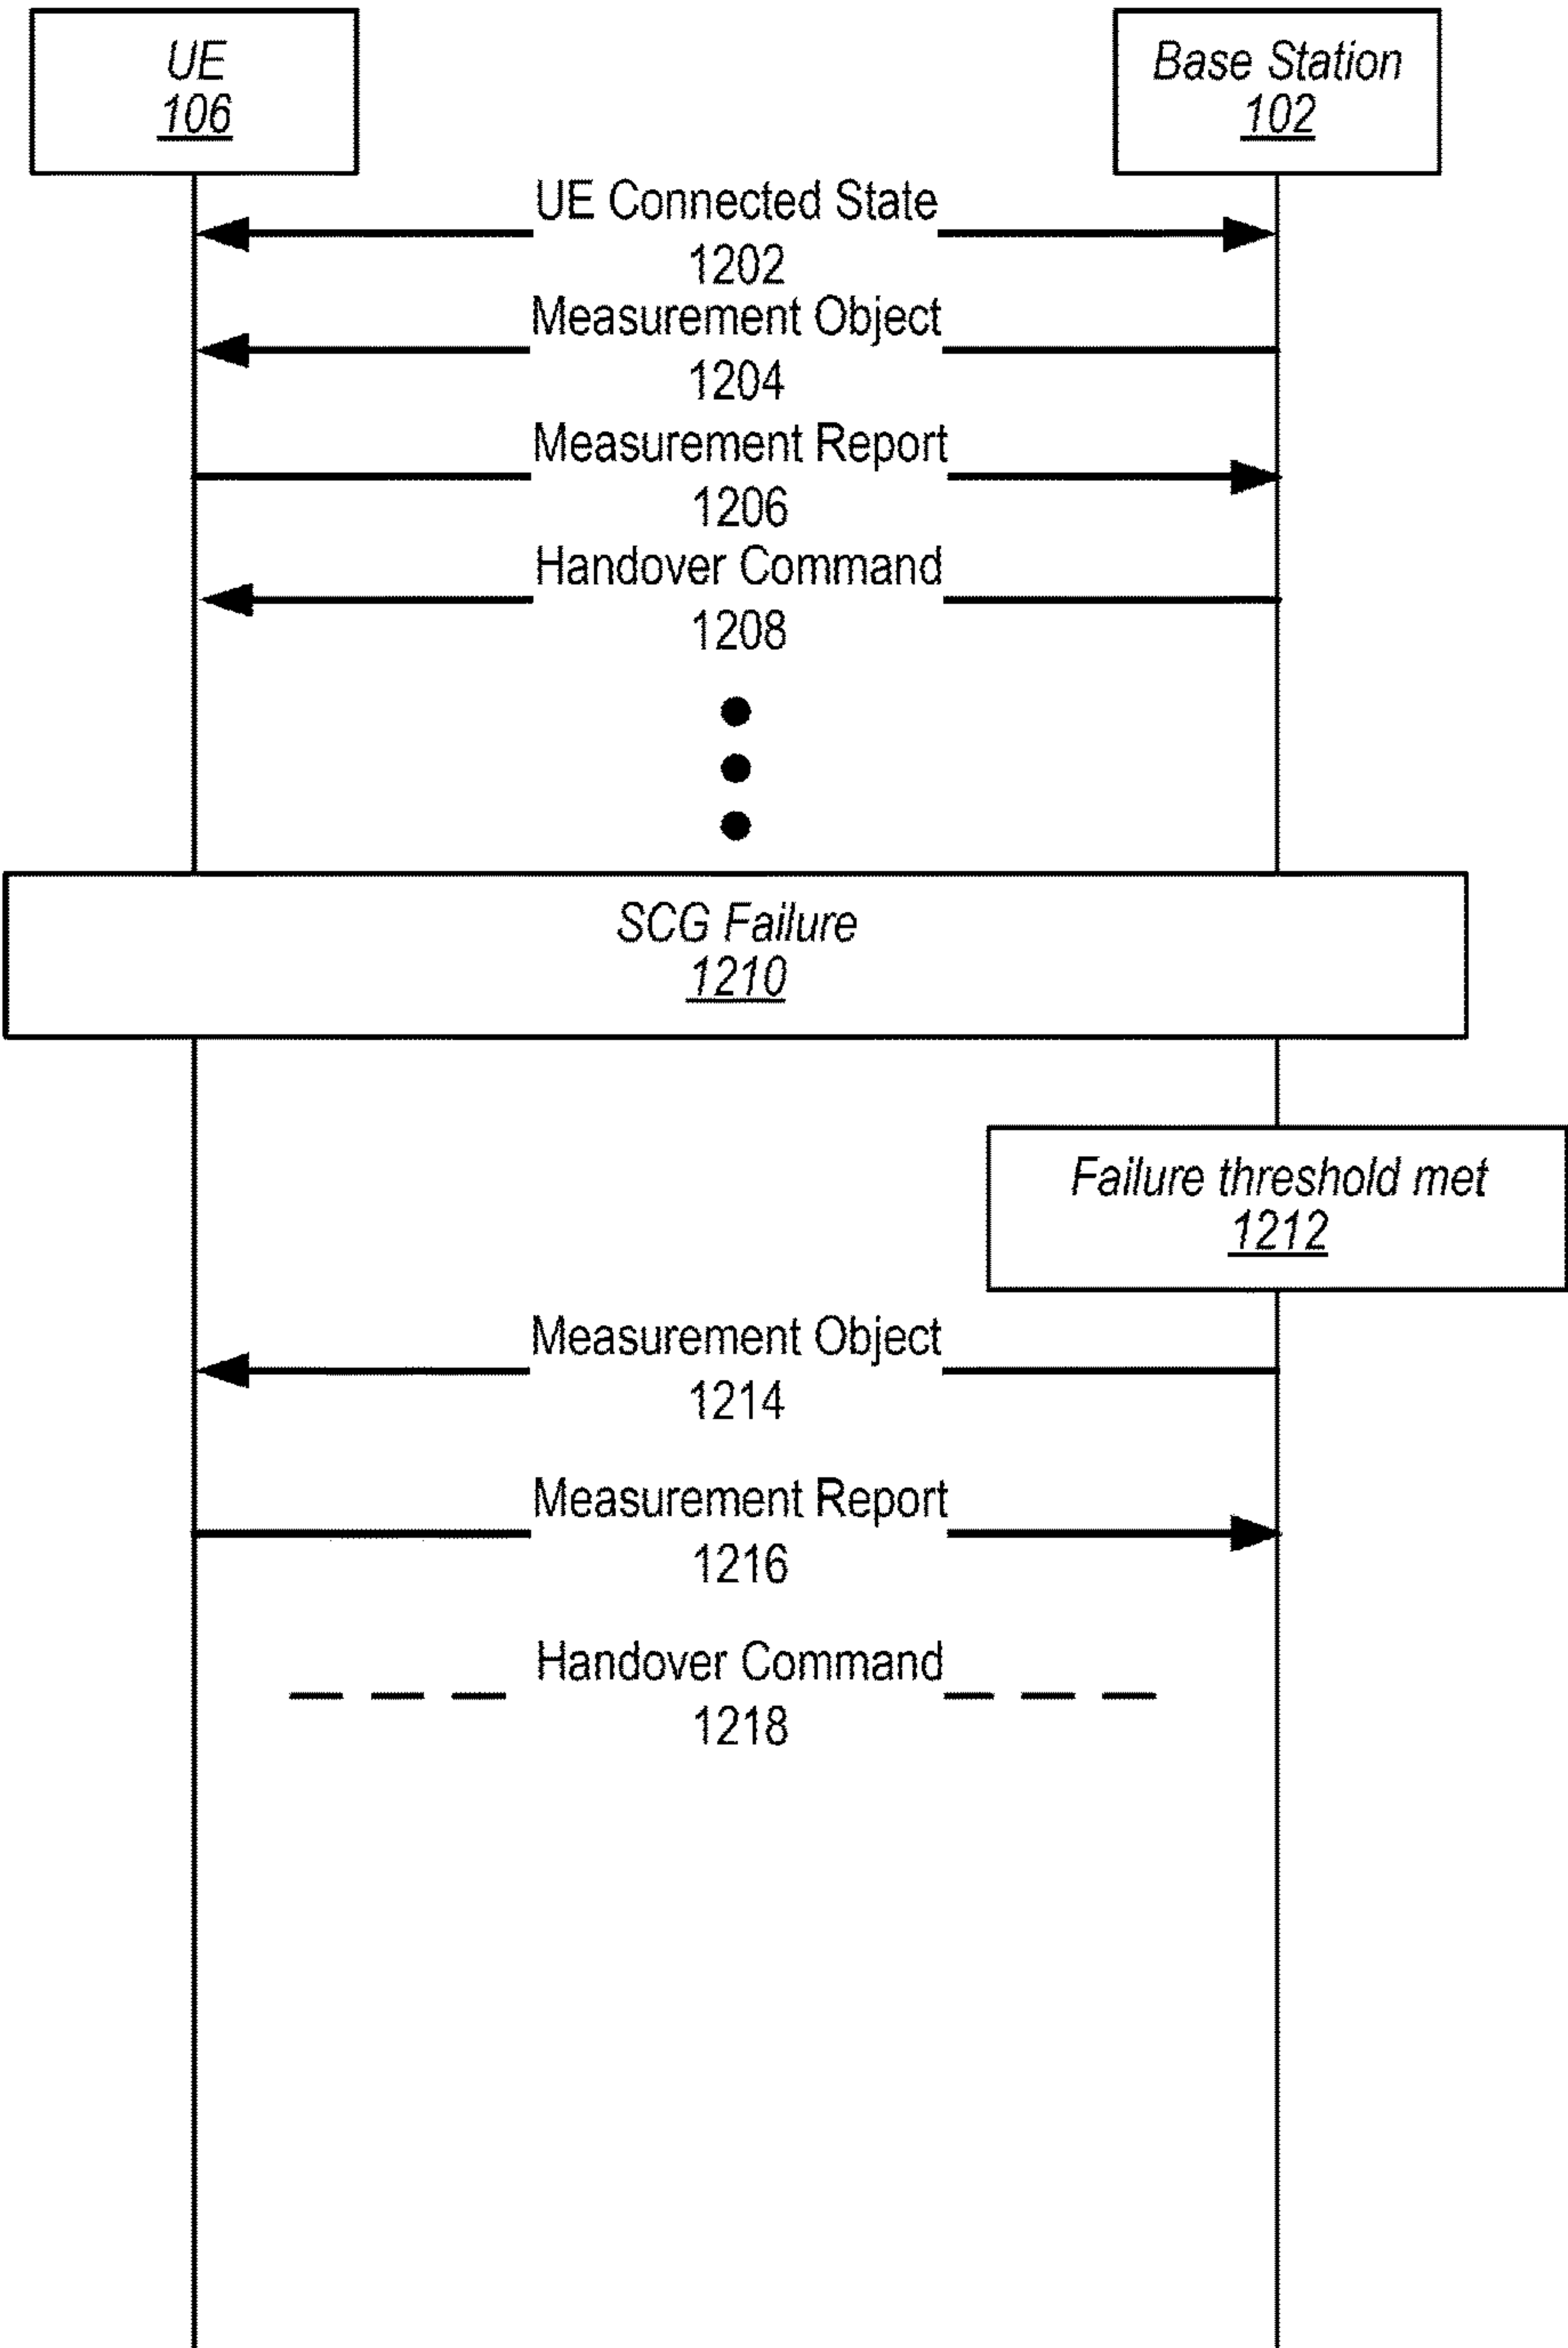 UE
106
Base Station
102
UE Connected State
1202
Measurement Object
1204
Measurement Report
1206
Handover Command
1208
SCG Failure
1210
Failure threshold met
1212
Measurement Object
1214
Measurement Report
1216
Handover Command
1218